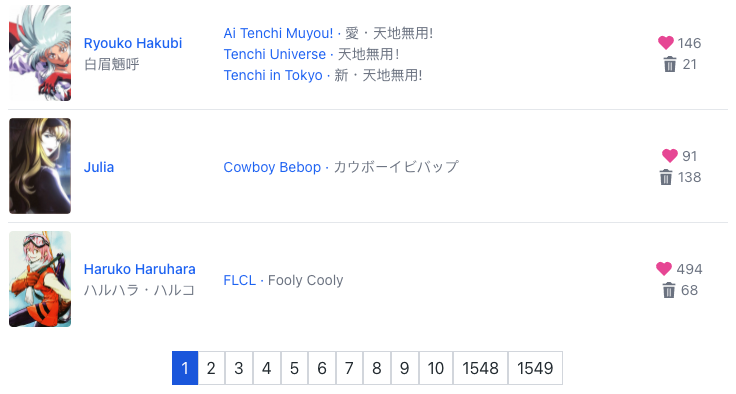 Ryouko Hakubi
白眉魎呼
Ai Tenchi Muyou! · 愛・天地無用!
Tenchi Universe · 天地無用！
Tenchi in Tokyo · 新・天地無用!
146
21
Julia
Cowboy Bebop · カウボーイビバップ
91
138
Haruko Haruhara
ハルハラ・ハルコ
FLCL · Fooly Cooly
494
68
1 2 3 4 5 6 7 8 9 10 1548 1549